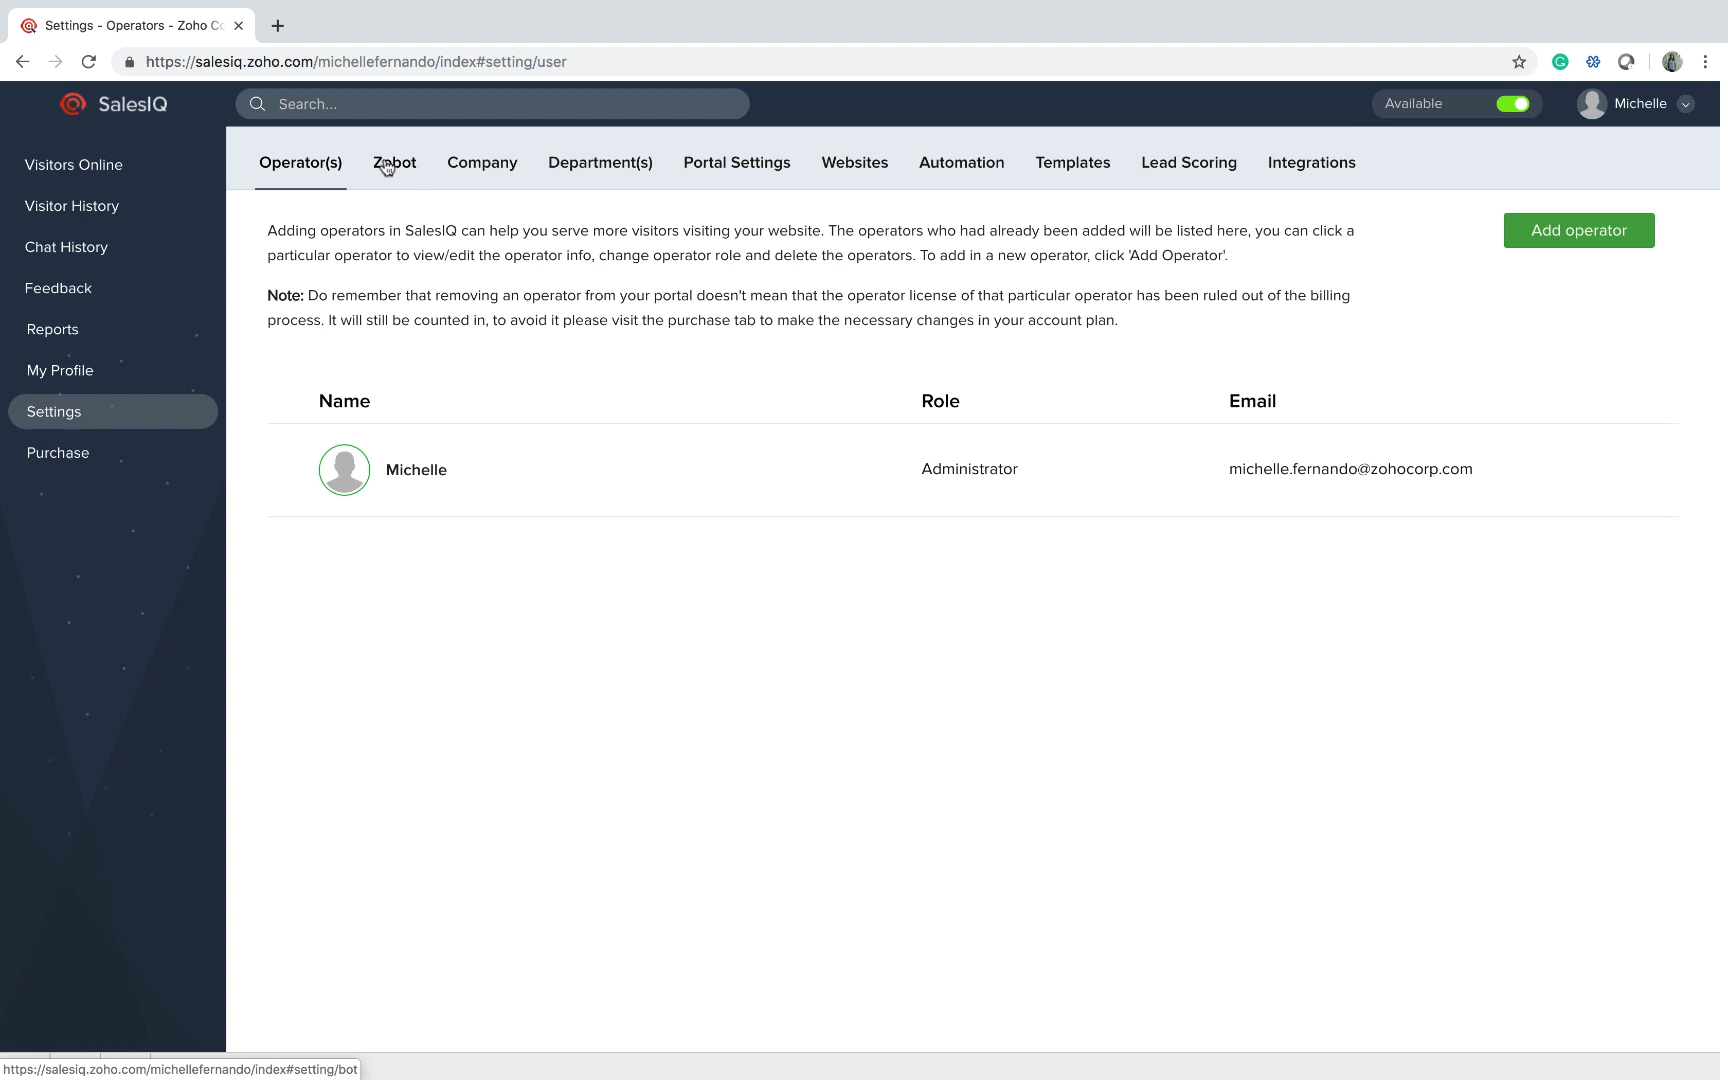 Settings - Operators - Zoho Co
https://salesiq.zoho.com/michellefernando/index#setting/user
SalesIQ
Search...
Available
Michelle
Visitors Online
Visitor History
Chat History
Feedback
Reports
My Profile
Settings
Purchase
Operator(s) Zobot Company Department(s) Portal Settings Websites Automation Templates Lead Scoring Integrations
Adding operators in SalesIQ can help you serve more visitors visiting your website. The operators who had already been added will be listed here, you can click a
particular operator to view/edit the operator info, change operator role and delete the operators. To add in a new operator, click 'Add Operator'.
Add operator
Note: Do remember that removing an operator from your portal doesn't mean that the operator license of that particular operator has been ruled out of the billing
process. It will still be counted in, to avoid it please visit the purchase tab to make the necessary changes in your account plan.
Name Role Email
Michelle Administrator michelle.fernando@zohocorp.com
https://salesiq.zoho.com/michellefernando/index#setting/bot